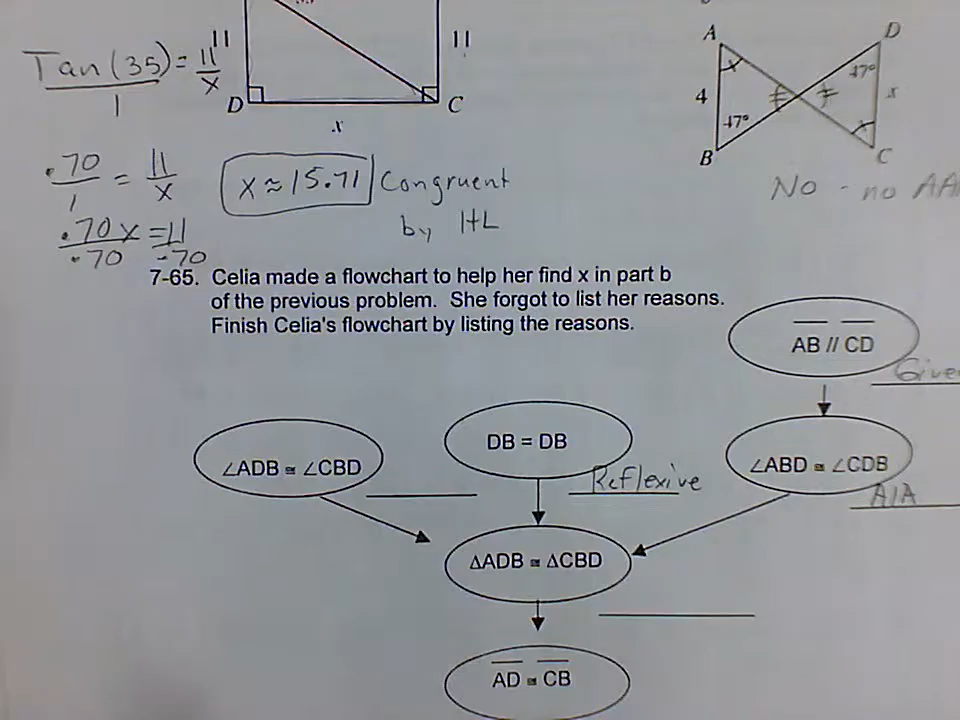 11
11
Tan (35) = 11
1 x
D
C
x
A
D
x
47°
4
x
47°
x
B
C
.70 = 11
1 x
x ≈ 15.71 Congruent
by HL
No - no
.70x = 11
.70 .70
7-65. Celia made a flowchart to help her find x in part b
of the previous problem. She forgot to list her reasons.
Finish Celia's flowchart by listing the reasons.
AB // CD
Given
∠ADB ≅ ∠CBD
DB = DB
∠ABD ≅ ∠CDB
Reflexive
AIA
ΔADB ≅ ΔCBD
AD ≅ CB